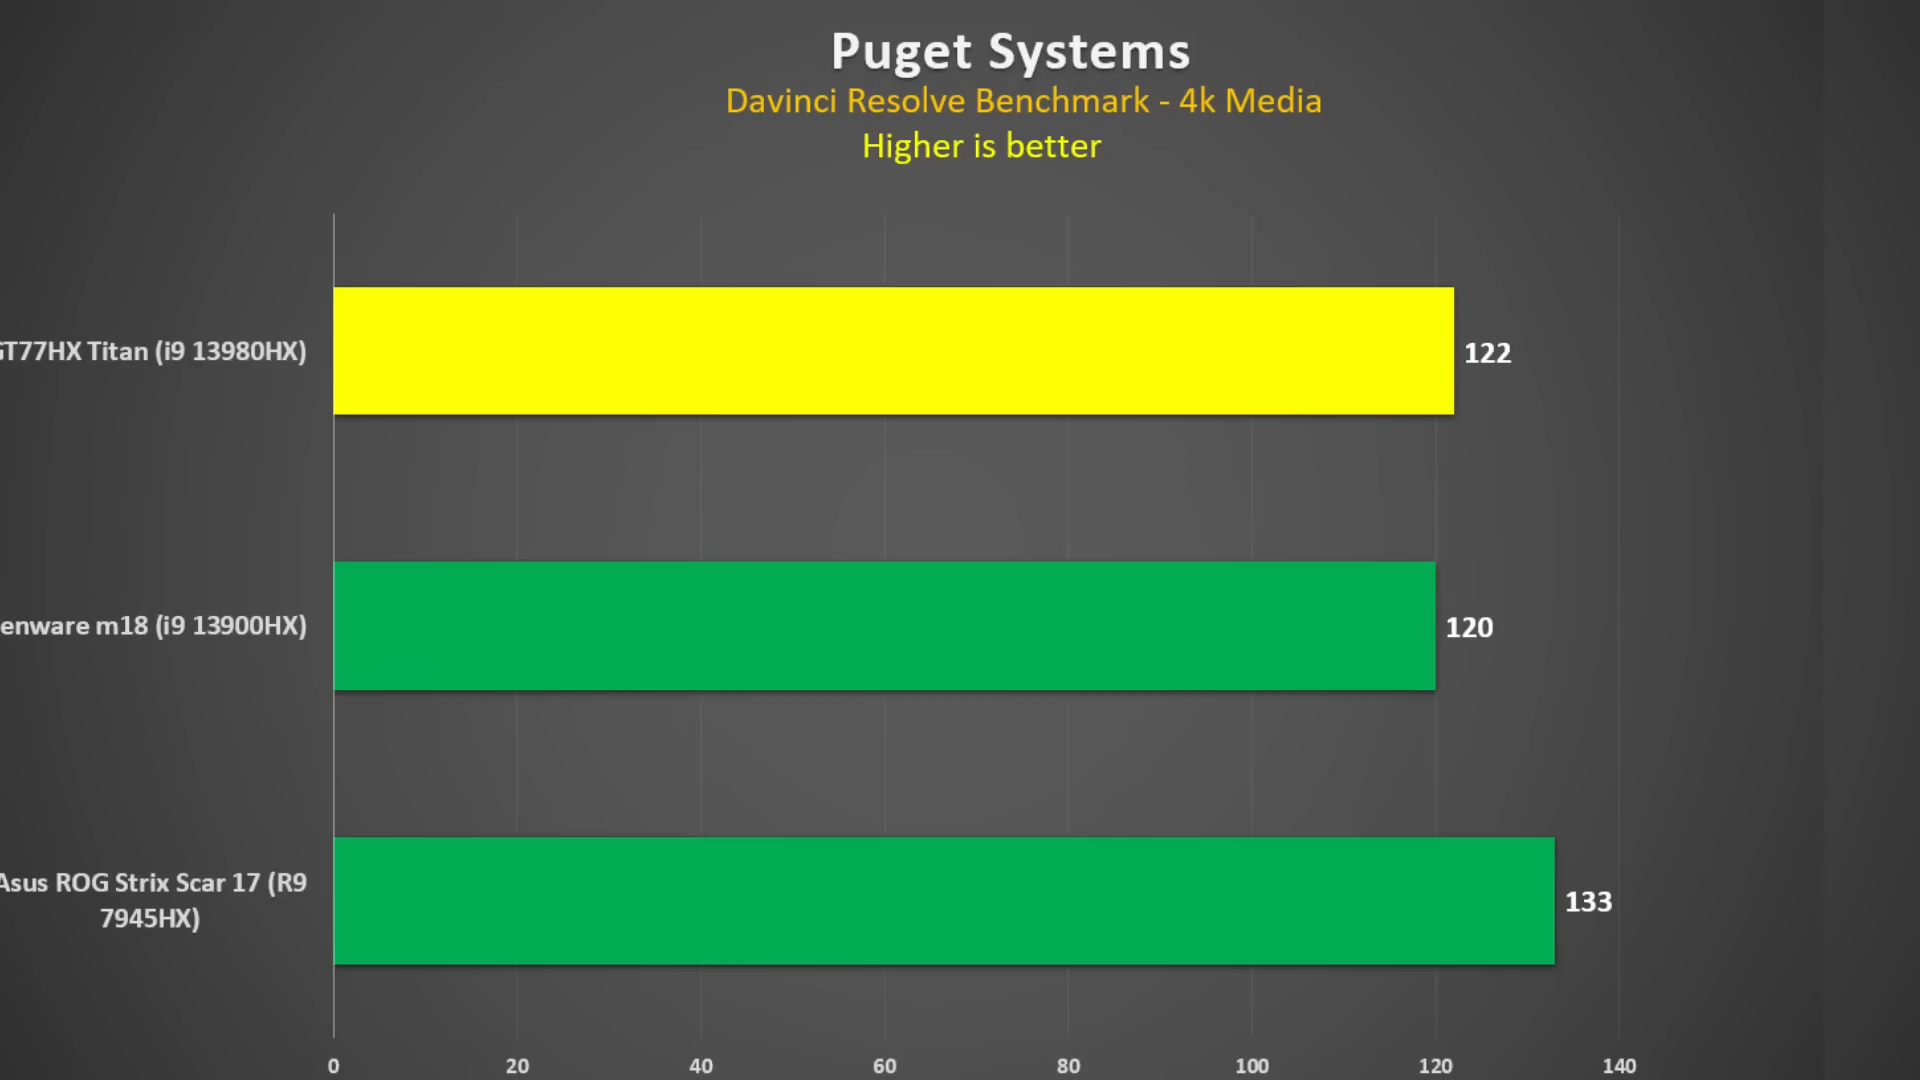 Puget Systems
Davinci Resolve Benchmark - 4k Media
Higher is better
GT77HX Titan (i9 13980HX)
122
enware m18 (i9 13900HX)
120
Asus ROG Strix Scar 17 (R9
7945HX)
133
0 20 40 60 80 100 120 140